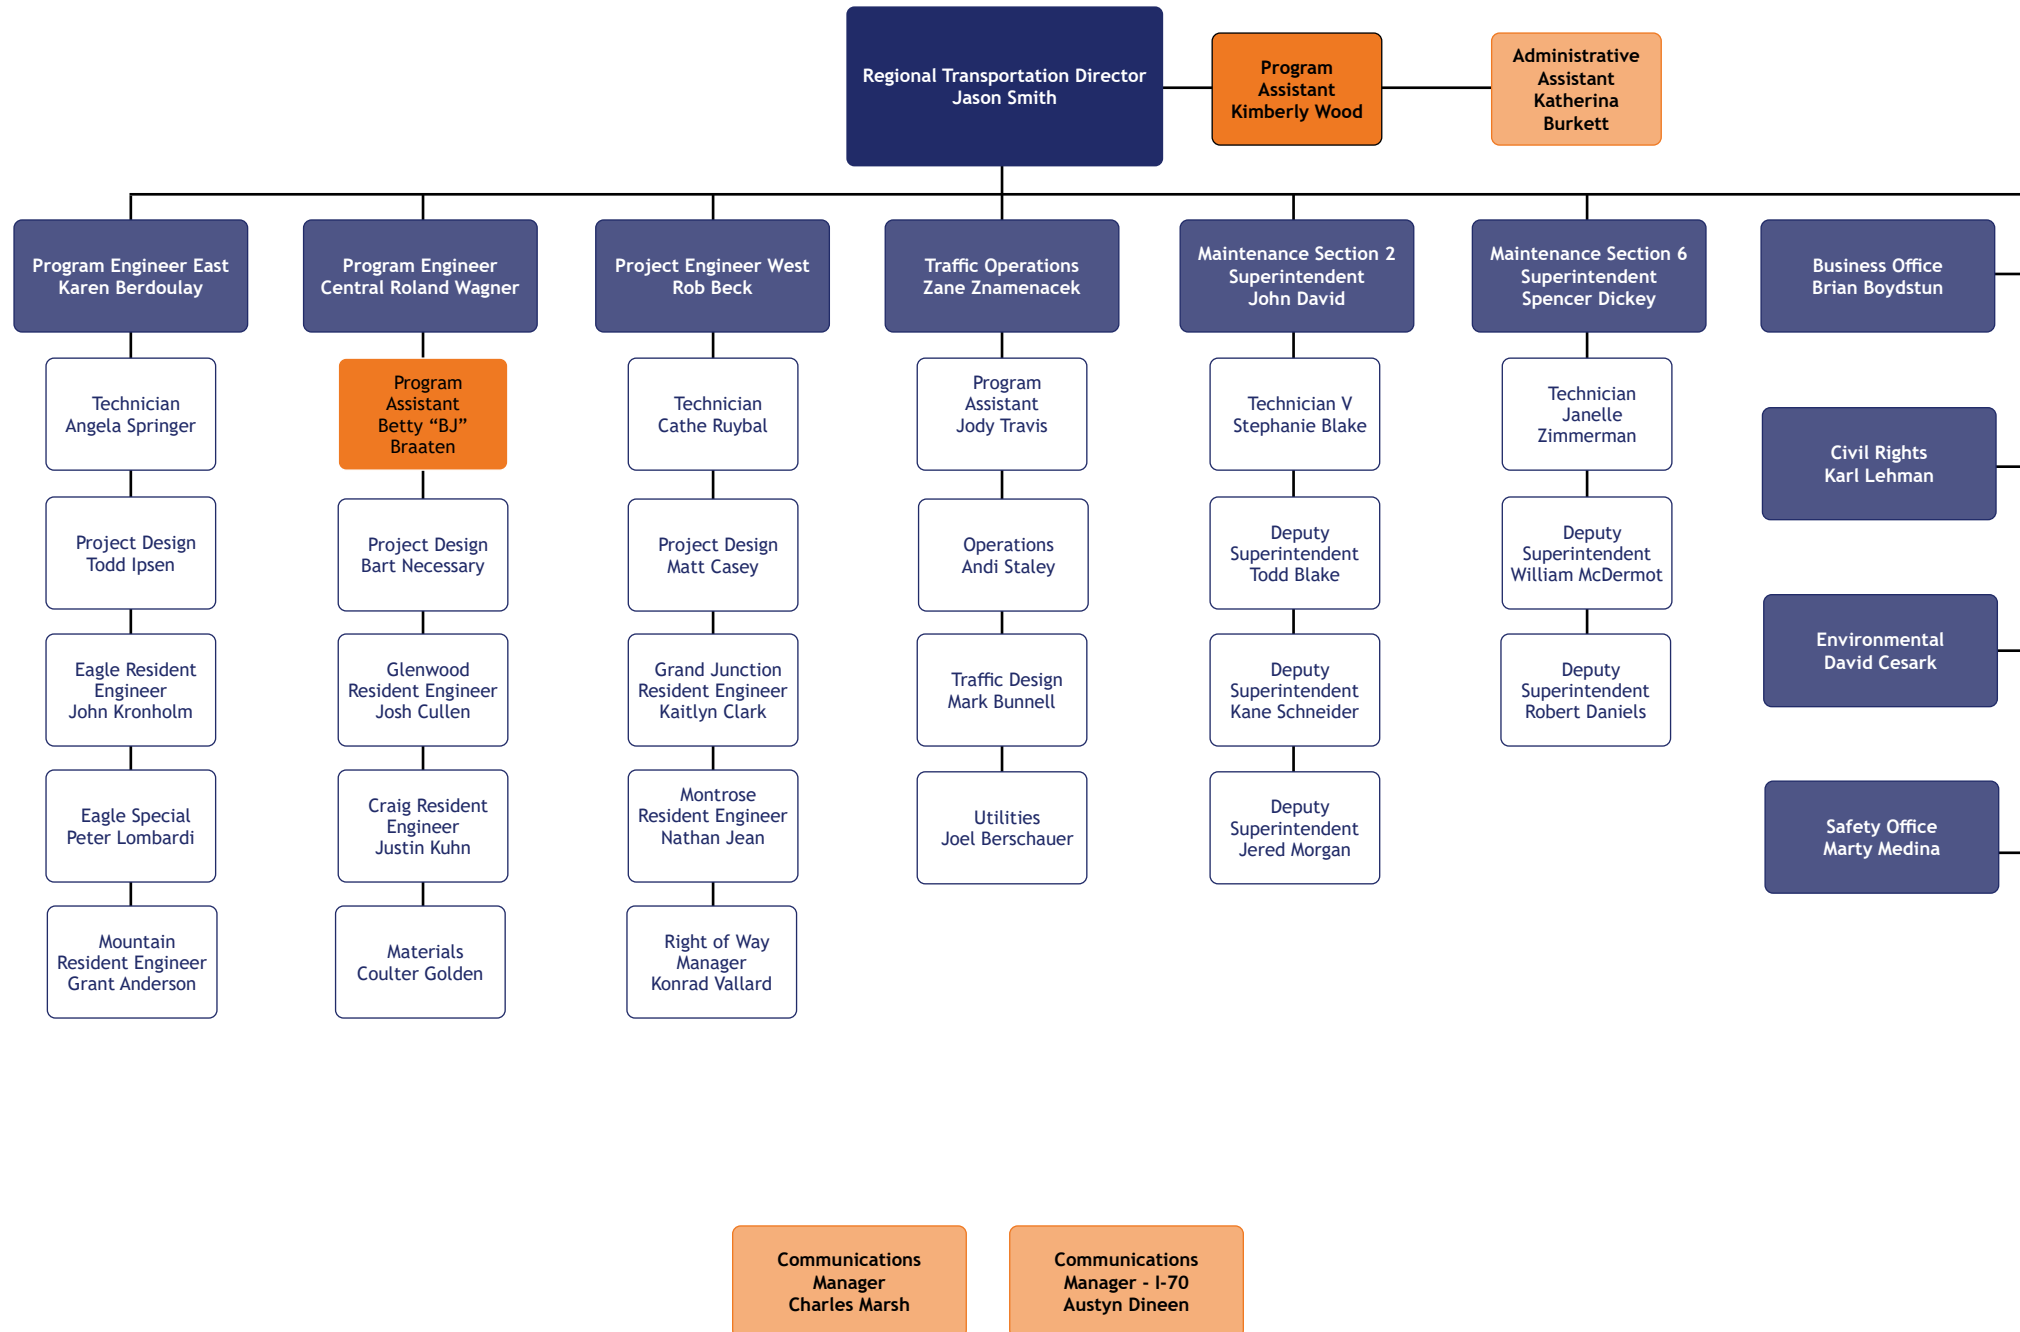 Regional Transportation Director
Jason Smith
Program
Assistant
Kimberly Wood
Administrative
Assistant
Katherina
Burkett
Program Engineer East
Karen Berdoulay
Program Engineer
Central Roland Wagner
Project Engineer West
Rob Beck
Traffic Operations
Zane Znamenacek
Maintenance Section 2
Superintendent
John David
Maintenance Section 6
Superintendent
Spencer Dickey
Business Office
Brian Boydstun
Technician
Angela Springer
Project Design
Todd Ipsen
Eagle Resident
Engineer
John Kronholm
Eagle Special
Peter Lombardi
Mountain
Resident Engineer
Grant Anderson
Program
Assistant
Betty “BJ”
Braaten
Project Design
Bart Necessary
Glenwood
Resident Engineer
Josh Cullen
Craig Resident
Engineer
Justin Kuhn
Materials
Coulter Golden
Technician
Cathe Ruybal
Project Design
Matt Casey
Grand Junction
Resident Engineer
Kaitlyn Clark
Montrose
Resident Engineer
Nathan Jean
Right of Way
Manager
Konrad Vallard
Program
Assistant
Jody Travis
Operations
Andi Staley
Traffic Design
Mark Bunnell
Utilities
Joel Berschauer
Technician V
Stephanie Blake
Deputy
Superintendent
Todd Blake
Deputy
Superintendent
Kane Schneider
Deputy
Superintendent
Jered Morgan
Technician
Janelle
Zimmerman
Deputy
Superintendent
William McDermot
Deputy
Superintendent
Robert Daniels
Civil Rights
Karl Lehman
Environmental
David Cesark
Safety Office
Marty Medina
Communications
Manager
Charles Marsh
Communications
Manager - I-70
Austyn Dineen